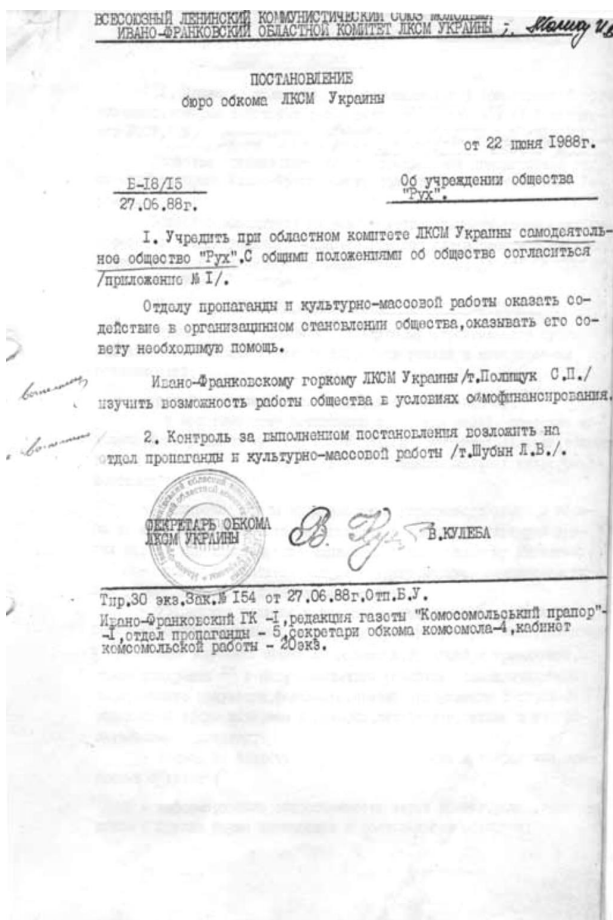 ВСЕСОЮЗНЫЙ ЛЕНИНСКИЙ КОММУНИСТИЧЕСКИЙ СОЮЗ МОЛОДЕЖИ
ИВАНО-ФРАНКОВСКИЙ ОБЛАСТНОЙ КОМИТЕТ ЛКСМ УКРАИНЫ
ПОСТАНОВЛЕНИЕ
бюро обкома ЛКСМ Украины
от 22 июня 1988г.
Б-18/15
27.06.88г.
Об учреждении общества
"Рух".
1. Учредить при областном комитете ЛКСМ Украины самодеятель-
ное общество "Рух".С общими положениями об обществе согласиться
/приложение № 1/.
Отделу пропаганды и культурно-массовой работы оказать со-
действие в организацинном становлении общества,оказывать его со-
вету необходимую помощь.
Ивано-Франковскому горкому ЛКСМ Украины/т.Полищук С.П./
изучить возможность работы общества в условиях самофинансирования.
2. Контроль за выполнением постановления возложить на
отдел пропаганды и культурно-массовой работы /т.Шубын Л.В./.
СЕКРЕТАРЬ ОБКОМА
ЛКСМ УКРАИНЫ
В.КУЛЕБА
Тир.30 экз.Зак.№ 154 от 27.06.88г.Отп.Б.У.
Ивано-Франковский ГК -1,редакция газеты "Комосомольський прапор"-
-1,отдел пропаганды - 5,секретари обкома комсомола-4,кабинет
комсомольской работы - 20экз.